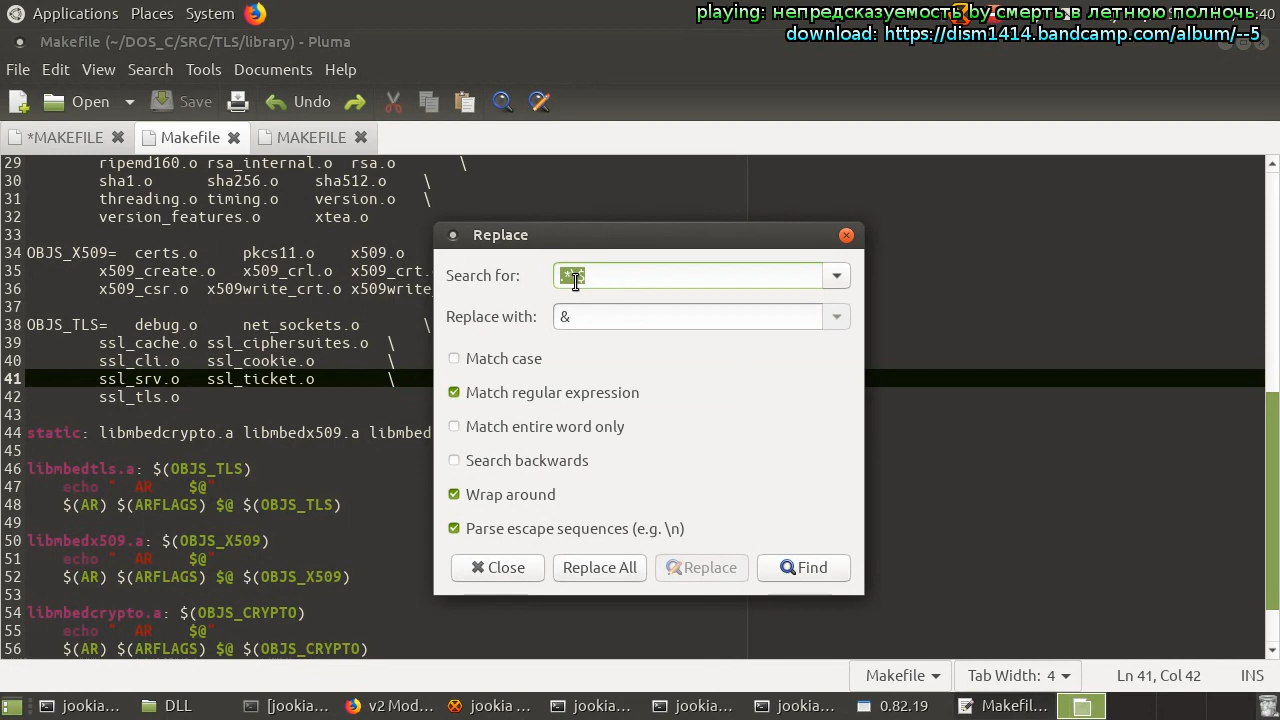 Applications Places System :40
playing: непредсказуемость by смерть в летнюю полночь
download: https://dism1414.bandcamp.com/album/--5
Makefile (~/DOS_C/SRC/TLS/library) - Pluma
File Edit View Search Tools Documents Help
Open Save Undo
*MAKEFILE Makefile MAKEFILE
29 ripemd160.o rsa_internal.o rsa.o \
30 sha1.o sha256.o sha512.o \
31 threading.o timing.o version.o \
32 version_features.o xtea.o
33
34 OBJS_X509= certs.o pkcs11.o x509.o
35 x509_create.o x509_crl.o x509_crt.
36 x509_csr.o x509write_crt.o x509write_
37
38 OBJS_TLS= debug.o net_sockets.o \
39 ssl_cache.o ssl_ciphersuites.o \
40 ssl_cli.o ssl_cookie.o \
41 ssl_srv.o ssl_ticket.o \
42 ssl_tls.o
43
44 static: libmbedcrypto.a libmbedx509.a libmbed
45
46 libmbedtls.a: $(OBJS_TLS)
47 echo " AR $@"
48 $(AR) $(ARFLAGS) $@ $(OBJS_TLS)
49
50 libmbedx509.a: $(OBJS_X509)
51 echo " AR $@"
52 $(AR) $(ARFLAGS) $@ $(OBJS_X509)
53
54 libmbedcrypto.a: $(OBJS_CRYPTO)
55 echo " AR $@"
56 $(AR) $(ARFLAGS) $@ $(OBJS_CRYPTO)
Replace
Search for:
Replace with: &
Match case
Match regular expression
Match entire word only
Search backwards
Wrap around
Parse escape sequences (e.g. \n)
Close Replace All Replace Find
Makefile Tab Width: 4 Ln 41, Col 42 INS
jookia... DLL [jookia... v2 Mod... jookia ... jookia... jookia... jookia... 0.82.19 Makefil...